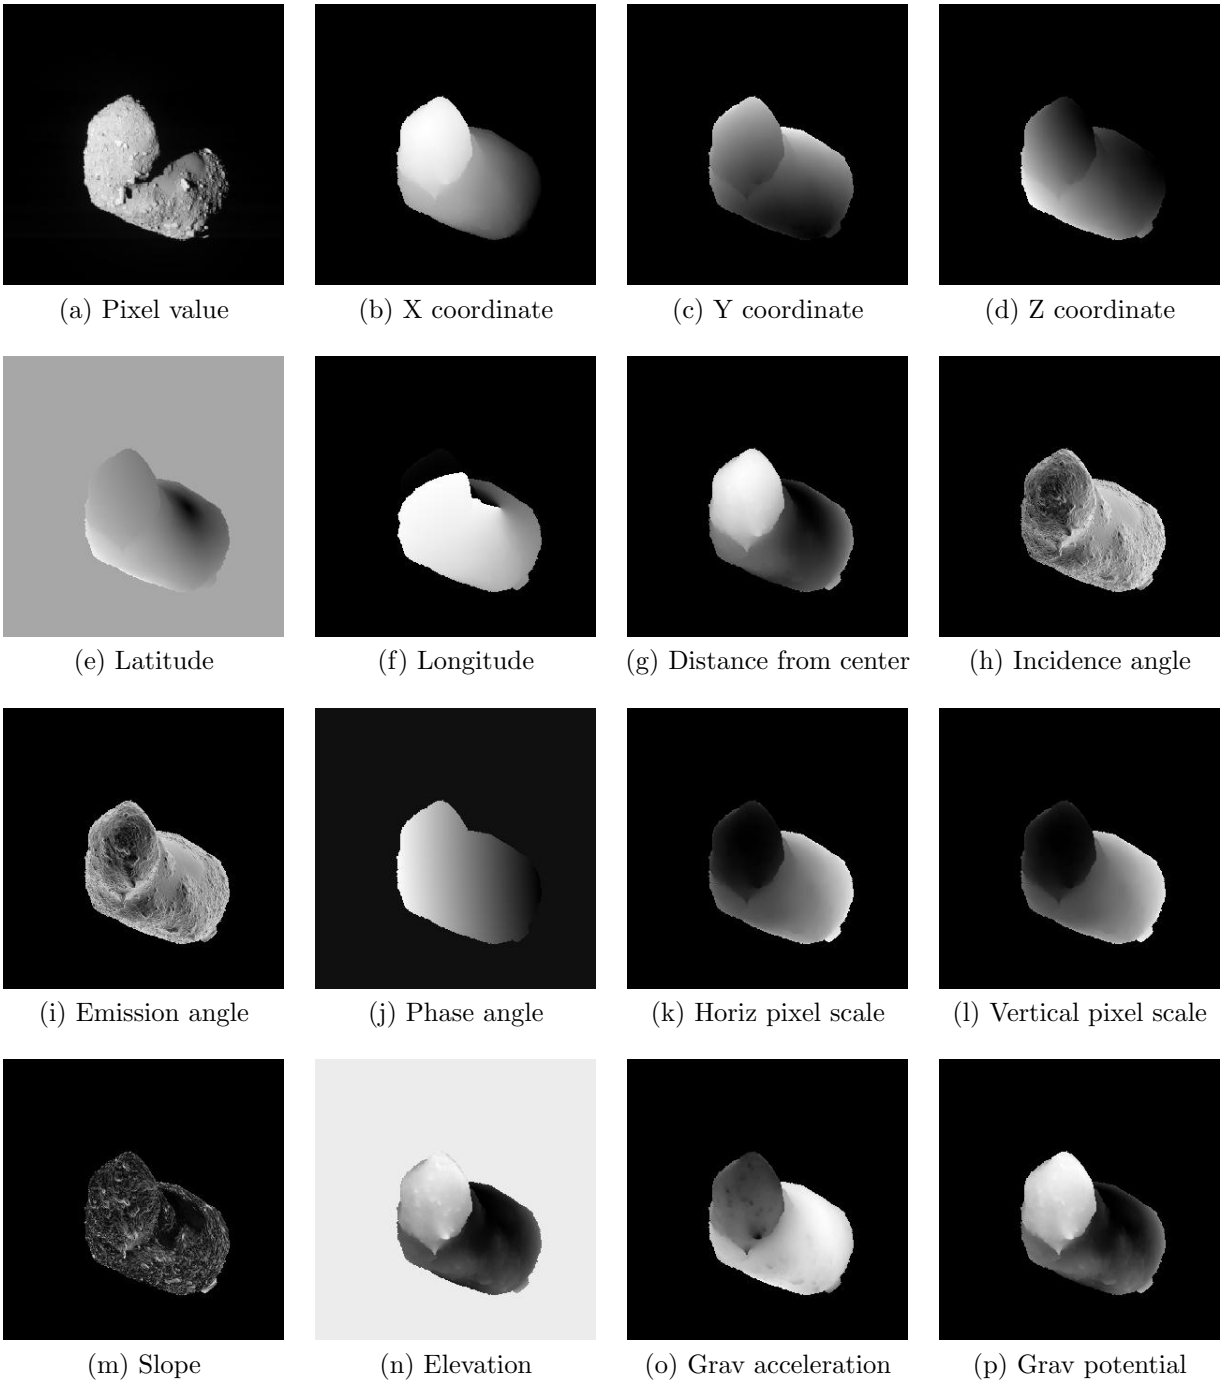 (a) Pixel value
(b) X coordinate
(c) Y coordinate
(d) Z coordinate
(e) Latitude
(f) Longitude
(g) Distance from center
(h) Incidence angle
(i) Emission angle
(j) Phase angle
(k) Horiz pixel scale
(l) Vertical pixel scale
(m) Slope
(n) Elevation
(o) Grav acceleration
(p) Grav potential